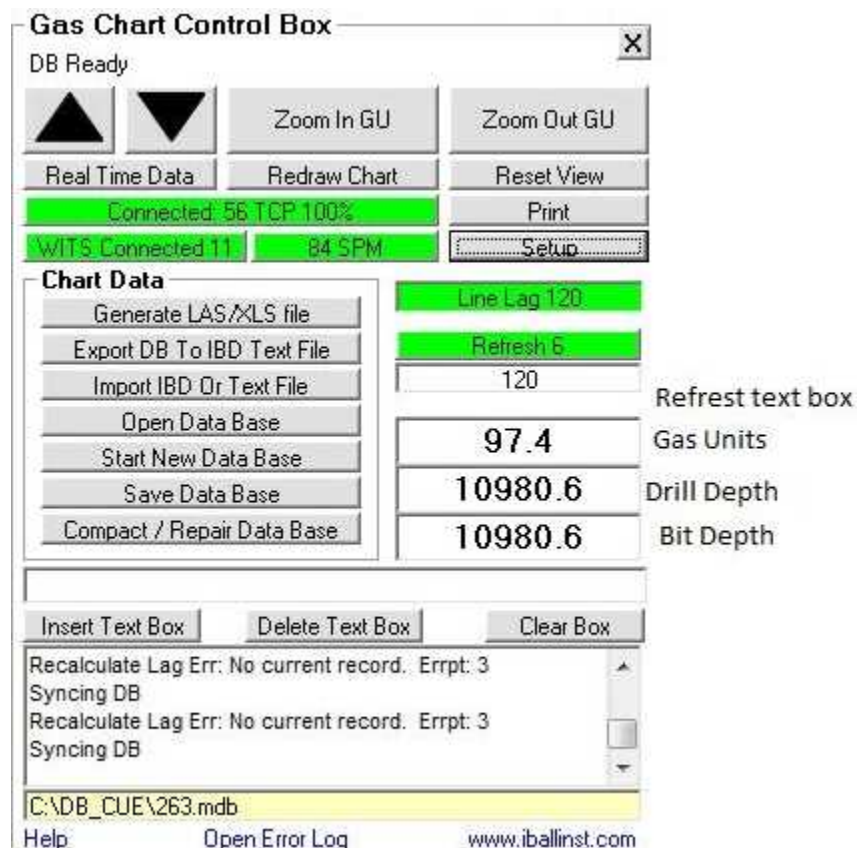 Gas Chart Control Box
X
DB Ready
Zoom In GU
Zoom Out GU
Real Time Data
Redraw Chart
Reset View
Connected: 56 TCP 100%
Print
WITS Connected 11
84 SPM
Setup
Chart Data
Generate LAS/XLS file
Export DB To IBD Text File
Import IBD Or Text File
Open Data Base
Start New Data Base
Save Data Base
Compact / Repair Data Base
Line Lag 120
Refresh 6
120
Refrest text box
97.4
Gas Units
10980.6
Drill Depth
10980.6
Bit Depth
Insert Text Box
Delete Text Box
Clear Box
Recalculate Lag Err: No current record. Errpt: 3
Syncing DB
Recalculate Lag Err: No current record. Errpt: 3
Syncing DB
C:\DB_CUE\263.mdb
Help
Open Error Log
www.iballinst.com